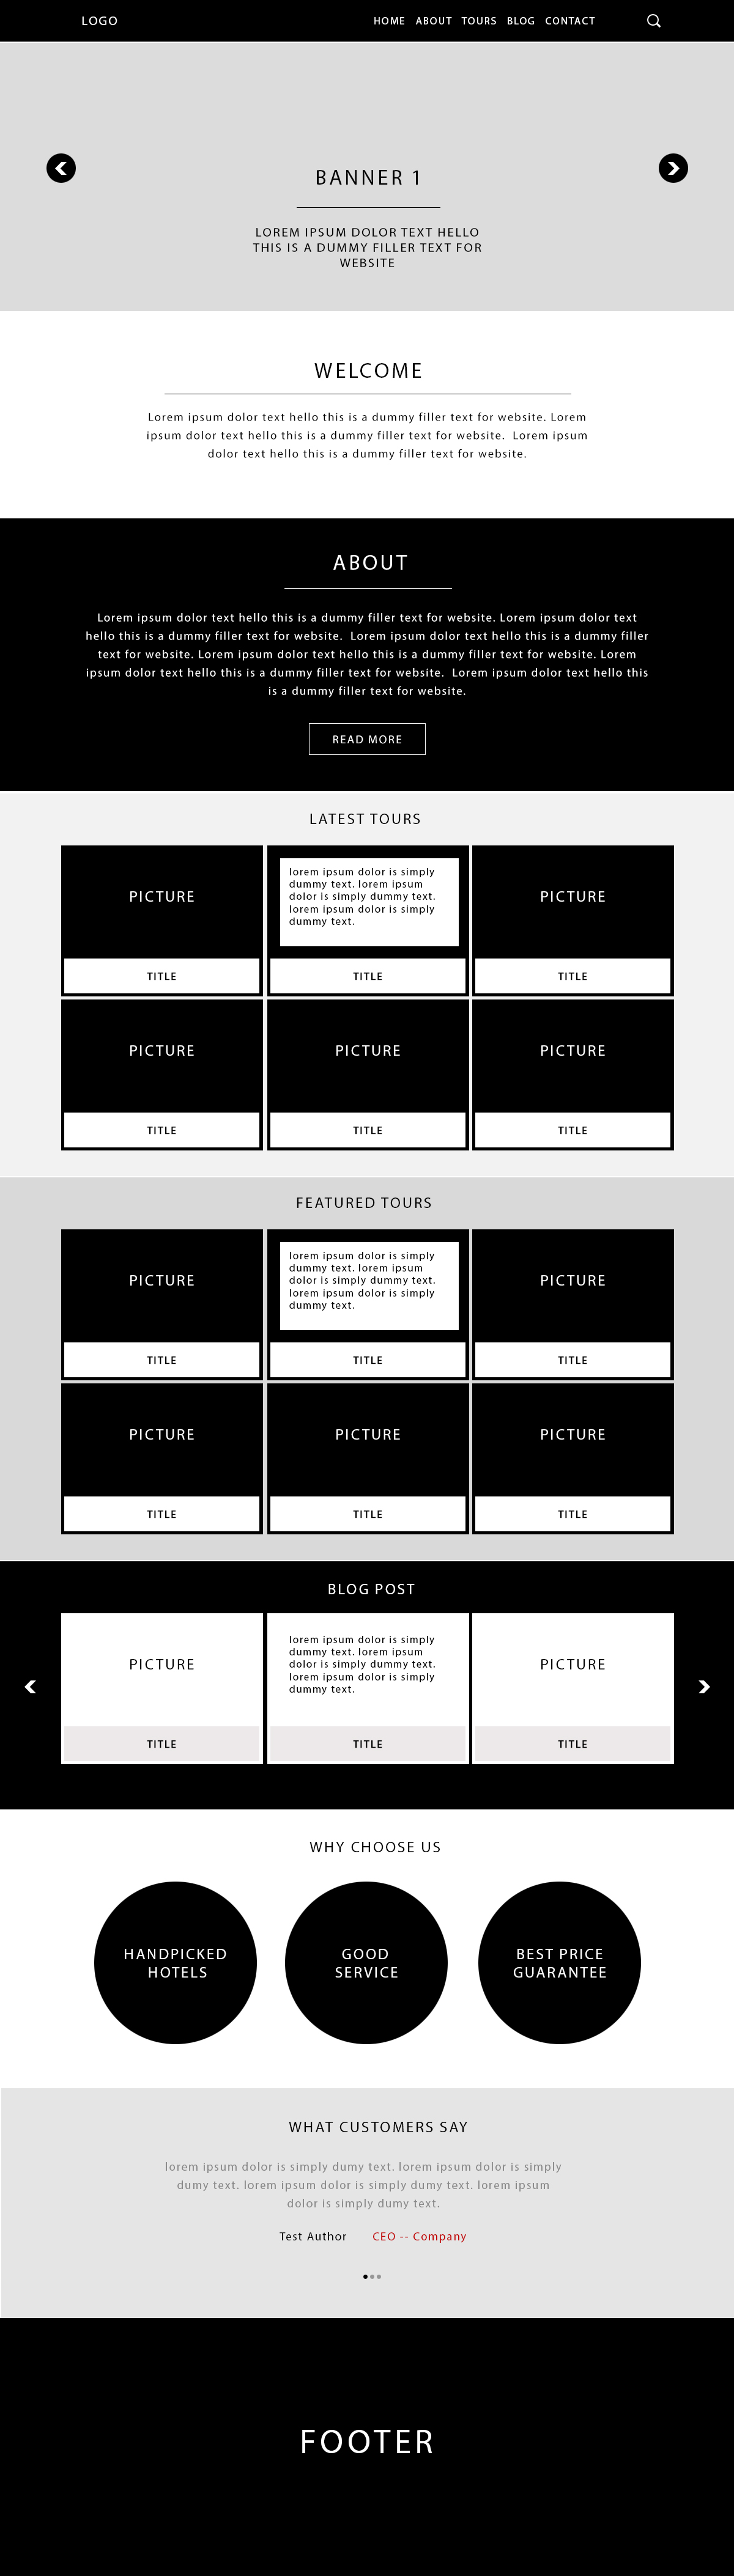 LOGO
HOME ABOUT TOURS BLOG CONTACT
BANNER 1
LOREM IPSUM DOLOR TEXT HELLO
THIS IS A DUMMY FILLER TEXT FOR
WEBSITE
WELCOME
Lorem ipsum dolor text hello this is a dummy filler text for website. Lorem
ipsum dolor text hello this is a dummy filler text for website. Lorem ipsum
dolor text hello this is a dummy filler text for website.
ABOUT
Lorem ipsum dolor text hello this is a dummy filler text for website. Lorem ipsum dolor text
hello this is a dummy filler text for website. Lorem ipsum dolor text hello this is a dummy filler
text for website. Lorem ipsum dolor text hello this is a dummy filler text for website. Lorem
ipsum dolor text hello this is a dummy filler text for website. Lorem ipsum dolor text hello this
is a dummy filler text for website.
READ MORE
LATEST TOURS
PICTURE
TITLE
lorem ipsum dolor is simply
dummy text. lorem ipsum
dolor is simply dummy text.
lorem ipsum dolor is simply
dummy text.
TITLE
PICTURE
TITLE
PICTURE
TITLE
PICTURE
TITLE
PICTURE
TITLE
FEATURED TOURS
PICTURE
TITLE
lorem ipsum dolor is simply
dummy text. lorem ipsum
dolor is simply dummy text.
lorem ipsum dolor is simply
dummy text.
TITLE
PICTURE
TITLE
PICTURE
TITLE
PICTURE
TITLE
PICTURE
TITLE
BLOG POST
PICTURE
TITLE
lorem ipsum dolor is simply
dummy text. lorem ipsum
dolor is simply dummy text.
lorem ipsum dolor is simply
dummy text.
TITLE
PICTURE
TITLE
WHY CHOOSE US
HANDPICKED
HOTELS
GOOD
SERVICE
BEST PRICE
GUARANTEE
WHAT CUSTOMERS SAY
lorem ipsum dolor is simply dumy text. lorem ipsum dolor is simply
dumy text. lorem ipsum dolor is simply dumy text. lorem ipsum
dolor is simply dumy text.
Test Author CEO -- Company
FOOTER